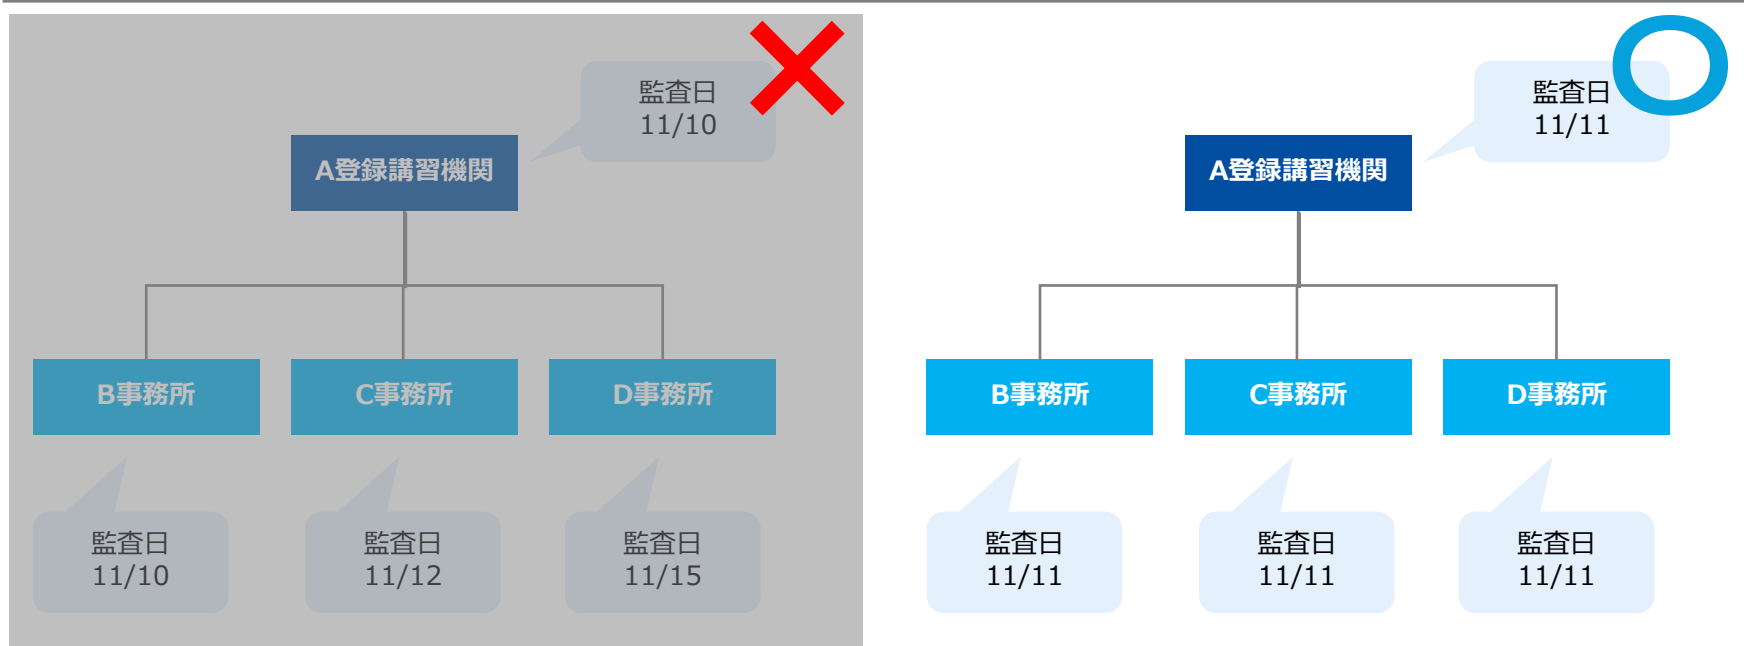 監査日
11/10
A登録講習機関
B事務所
C事務所
D事務所
監査日
11/10
監査日
11/12
監査日
11/15
監査日
11/11
A登録講習機関
B事務所
C事務所
D事務所
監査日
11/11
監査日
11/11
監査日
11/11